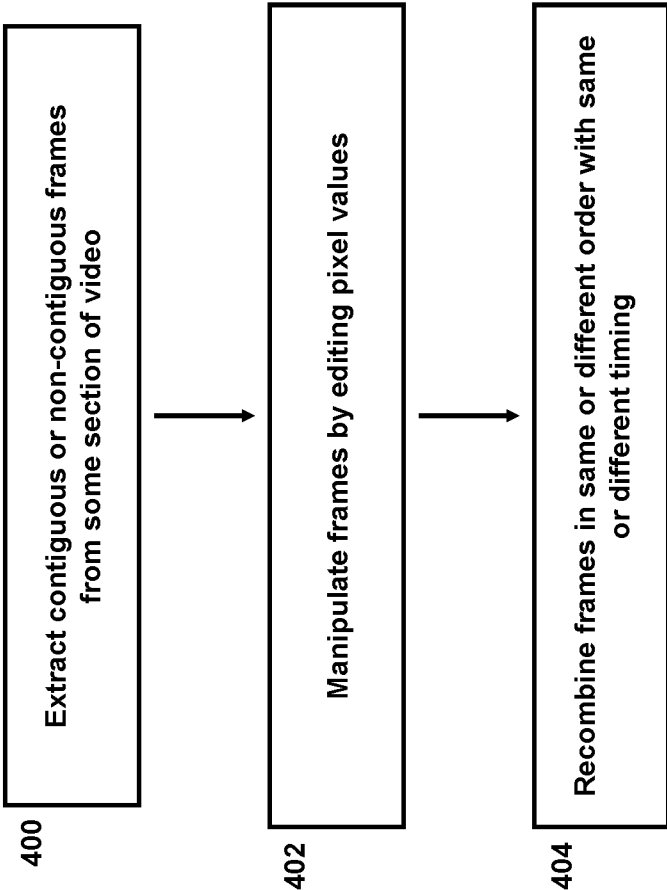 400
Extract contiguous or non-contiguous frames
from some section of video
402
Manipulate frames by editing pixel values
404
Recombine frames in same or different order with same
or different timing